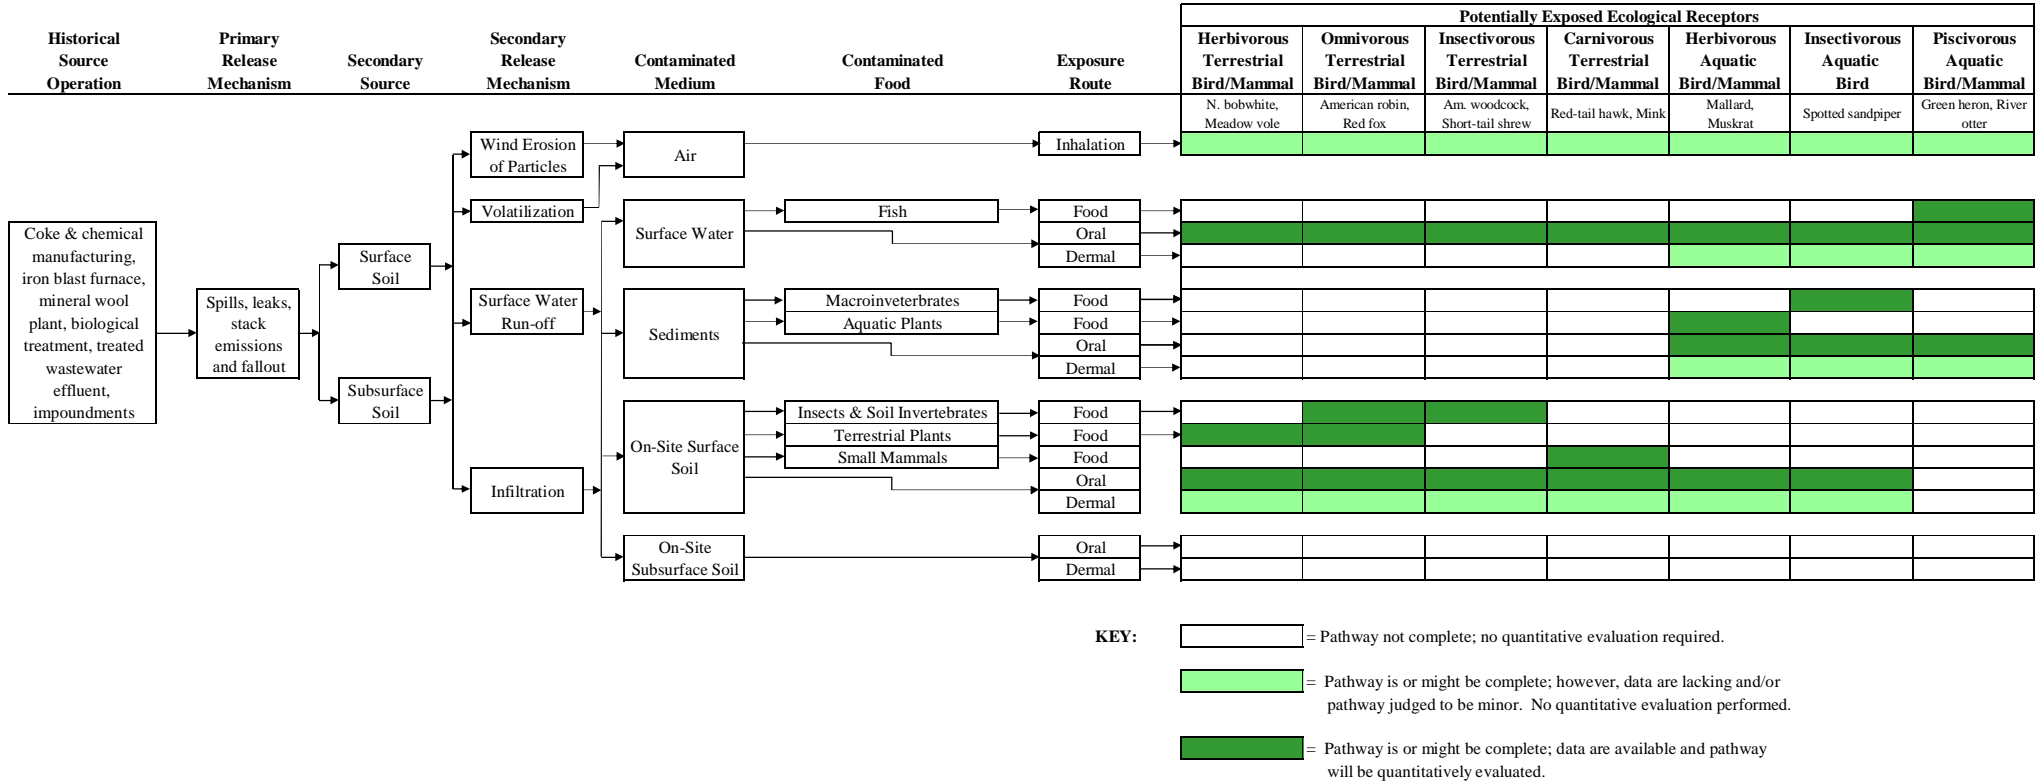 Potentially Exposed Ecological Receptors
Historical
Source
Operation
Primary
Release
Mechanism
Secondary
Source
Secondary
Release
Mechanism
Contaminated
Medium
Contaminated
Food
Exposure
Route
Herbivorous
Terrestrial
Bird/Mammal
Omnivorous
Terrestrial
Bird/Mammal
Insectivorous
Terrestrial
Bird/Mammal
Carnivorous
Terrestrial
Bird/Mammal
Herbivorous
Aquatic
Bird/Mammal
Insectivorous
Aquatic
Bird
Piscivorous
Aquatic
Bird/Mammal
N. bobwhite,
Meadow vole
American robin,
Red fox
Am. woodcock,
Short-tail shrew
Red-tail hawk, Mink
Mallard,
Muskrat
Spotted sandpiper
Green heron, River
otter
Coke & chemical
manufacturing,
iron blast furnace,
mineral wool
plant, biological
treatment, treated
wastewater
effluent,
impoundments
Spills, leaks,
stack
emissions
and fallout
Surface
Soil
Subsurface
Soil
Wind Erosion
of Particles
Volatilization
Surface Water
Run-off
Infiltration
Air
Inhalation
Surface Water
Fish
Food
Oral
Dermal
Sediments
Macroinveterbrates
Food
Aquatic Plants
Food
Oral
Dermal
On-Site Surface
Soil
Insects & Soil Invertebrates
Food
Terrestrial Plants
Food
Small Mammals
Food
Oral
Dermal
On-Site
Subsurface Soil
Oral
Dermal
KEY:
= Pathway not complete; no quantitative evaluation required.
= Pathway is or might be complete; however, data are lacking and/or
pathway judged to be minor. No quantitative evaluation performed.
= Pathway is or might be complete; data are available and pathway
will be quantitatively evaluated.